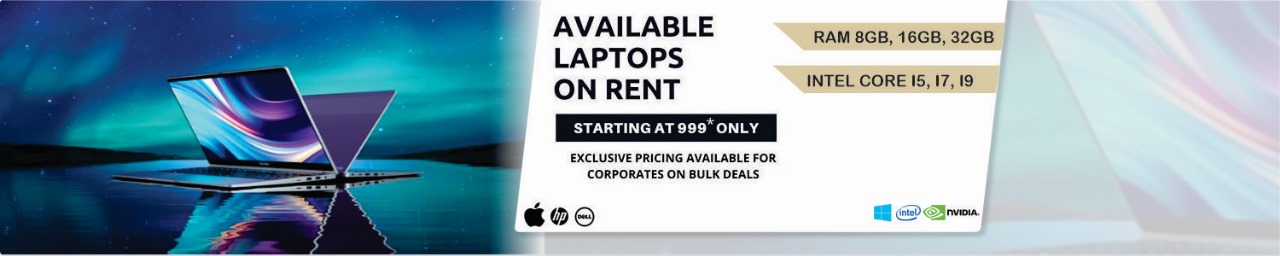 AVAILABLE
LAPTOPS
ON RENT
STARTING AT 999* ONLY
EXCLUSIVE PRICING AVAILABLE FOR
CORPORATES ON BULK DEALS
RAM 8GB, 16GB, 32GB
INTEL CORE I5, I7, I9
hp
DELL
intel
NVIDIA.